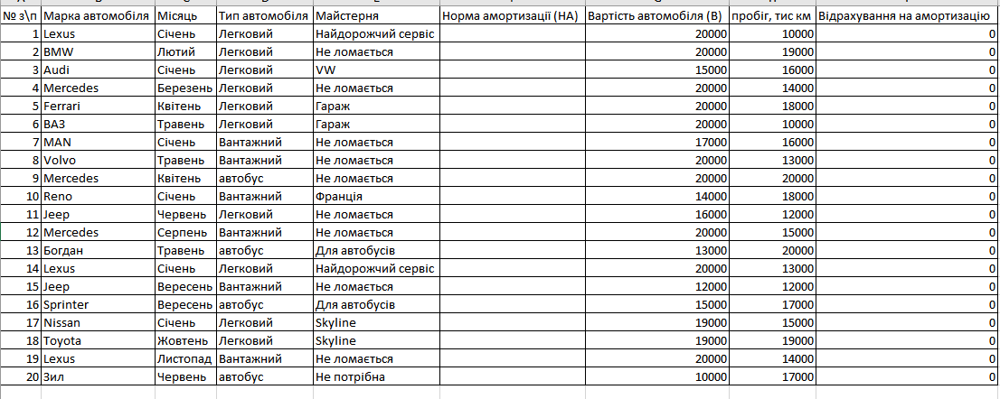 № з\п Марка автомобіля Місяць Тип автомобіля Майстерня Норма амортизації (НА) Вартість автомобіля (В) пробіг, тис км Відрахування на амортизацію
1 Lexus Січень Легковий Найдорожчий сервіс 20000 10000 0
2 BMW Лютий Легковий Не ломається 20000 19000 0
3 Audi Січень Легковий VW 15000 16000 0
4 Mercedes Березень Легковий Не ломається 20000 14000 0
5 Ferrari Квітень Легковий Гараж 20000 18000 0
6 ВАЗ Травень Легковий Гараж 20000 10000 0
7 MAN Січень Вантажний Не ломається 17000 16000 0
8 Volvo Травень Вантажний Не ломається 20000 13000 0
9 Mercedes Квітень автобус Не ломається 20000 20000 0
10 Reno Січень Вантажний Франція 14000 18000 0
11 Jeep Червень Легковий Не ломається 16000 12000 0
12 Mercedes Серпень Вантажний Не ломається 20000 15000 0
13 Богдан Травень автобус Для автобусів 13000 20000 0
14 Lexus Січень Легковий Найдорожчий сервіс 20000 13000 0
15 Jeep Вересень Вантажний Не ломається 12000 12000 0
16 Sprinter Вересень автобус Для автобусів 15000 17000 0
17 Nissan Січень Легковий Skyline 19000 15000 0
18 Toyota Жовтень Легковий Skyline 19000 19000 0
19 Lexus Листопад Вантажний Не ломається 20000 14000 0
20 Зил Червень автобус Не потрібна 10000 17000 0